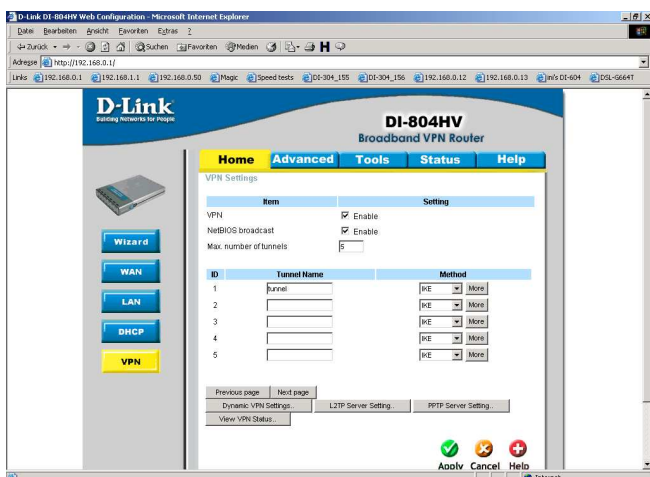 D-Link DI-804HV Web Configuration - Microsoft Internet Explorer
Datei Bearbeiten Ansicht Favoriten Extras ?
Zurück Suchen Favoriten Medien
Adresse http://192.168.0.1/
Links 192.168.0.1 192.168.1.1 192.168.0.50 Magic Speed tests DI-304_155 DI-304_156 192.168.0.12 192.168.0.13 DI-604 DSL-G664T
D-Link
Building Networks for People
DI-804HV
Broadband VPN Router
Home Advanced Tools Status Help
VPN Settings
Item Setting
VPN Enable
NetBIOS broadcast Enable
Max. number of tunnels 5
Wizard
WAN
LAN
DHCP
VPN
ID Tunnel Name Method
1 tunnel IKE More
2 IKE More
3 IKE More
4 IKE More
5 IKE More
Previous page Next page
Dynamic VPN Settings.. L2TP Server Setting.. PPTP Server Setting..
View VPN Status..
Apply Cancel Help
Internet